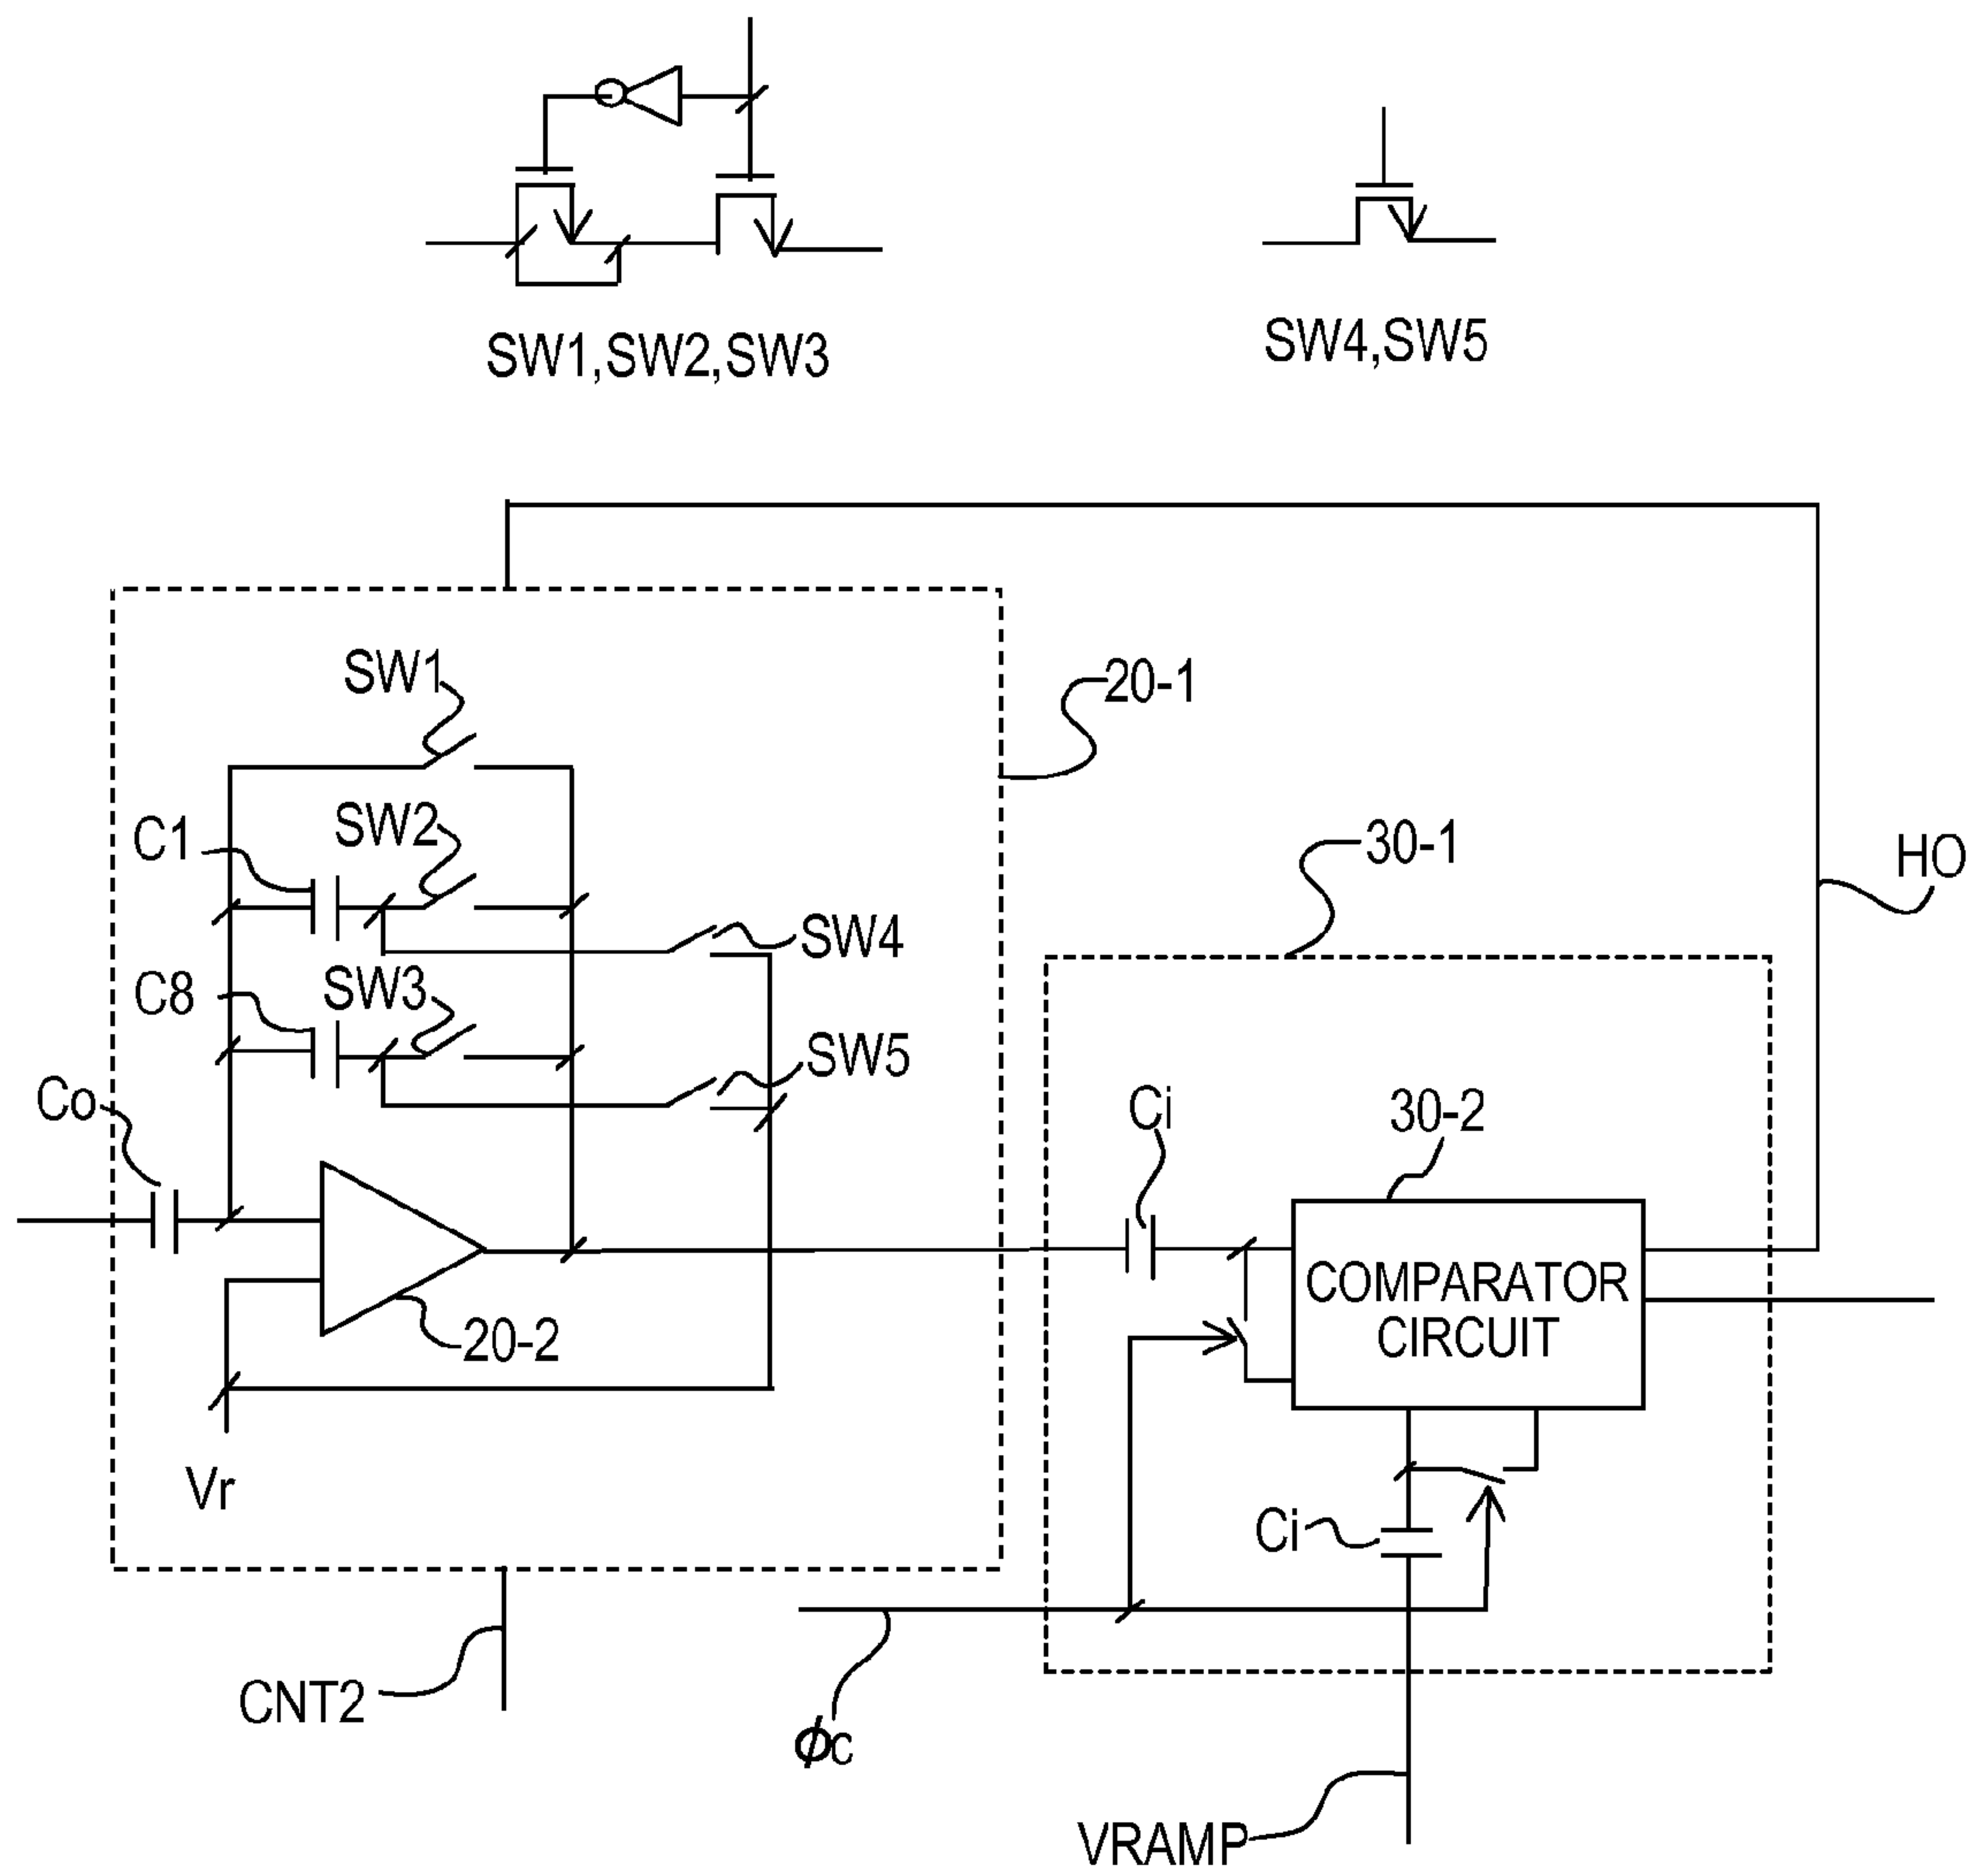 SW1,SW2,SW3
SW4,SW5
SW1
20-1
SW2
C1
30-1
HO
SW4
SW3
C8
SW5
Co
Ci
30-2
COMPARATOR
CIRCUIT
20-2
Vr
Ci
CNT2
ϕc
VRAMP